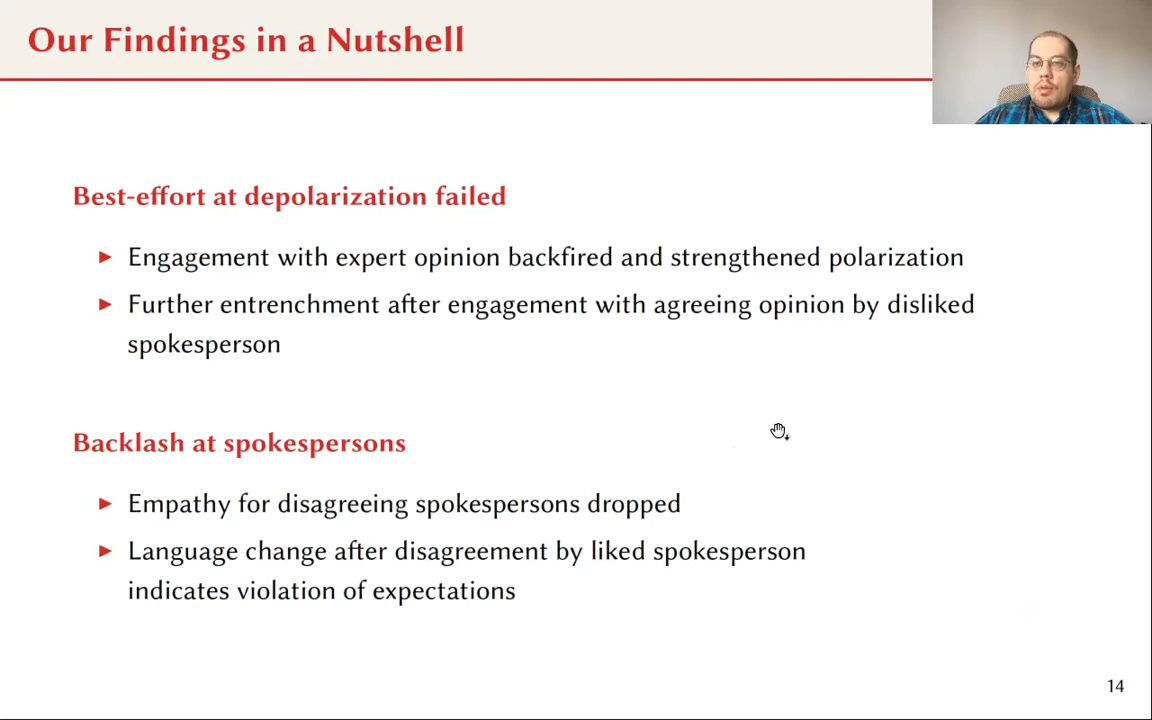 Our Findings in a Nutshell
Best-effort at depolarization failed
► Engagement with expert opinion backfired and strengthened polarization
► Further entrenchment after engagement with agreeing opinion by disliked
spokesperson
Backlash at spokespersons
► Empathy for disagreeing spokespersons dropped
► Language change after disagreement by liked spokesperson
indicates violation of expectations
14